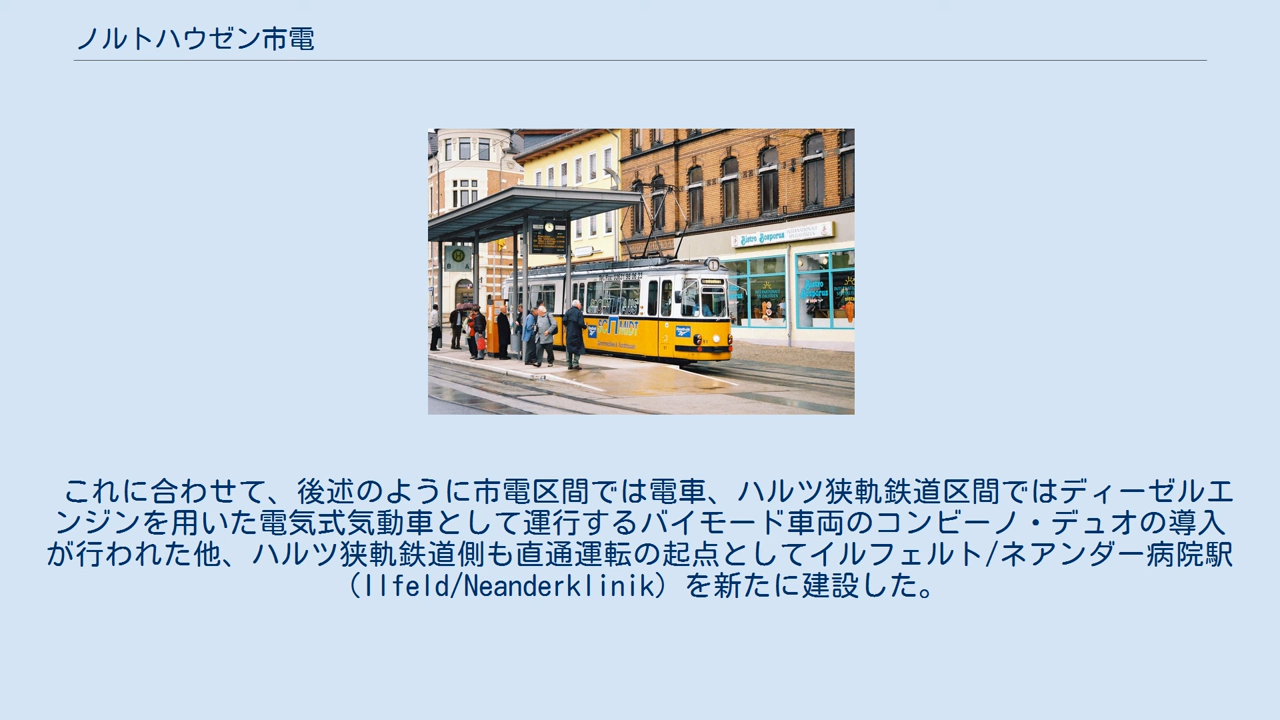 ノルトハウゼン市電
H
B A
1
SCHMIDT
Bistro Bosporus
これに合わせて、後述のように市電区間では電車、ハルツ狭軌鉄道区間ではディーゼルエ
ンジンを用いた電気式気動車として運行するバイモード車両のコンビーノ・デュオの導入
が行われた他、ハルツ狭軌鉄道側も直通運転の起点としてイルフェルト/ネアンダー病院駅
（Ilfeld/Neanderklinik）を新たに建設した。